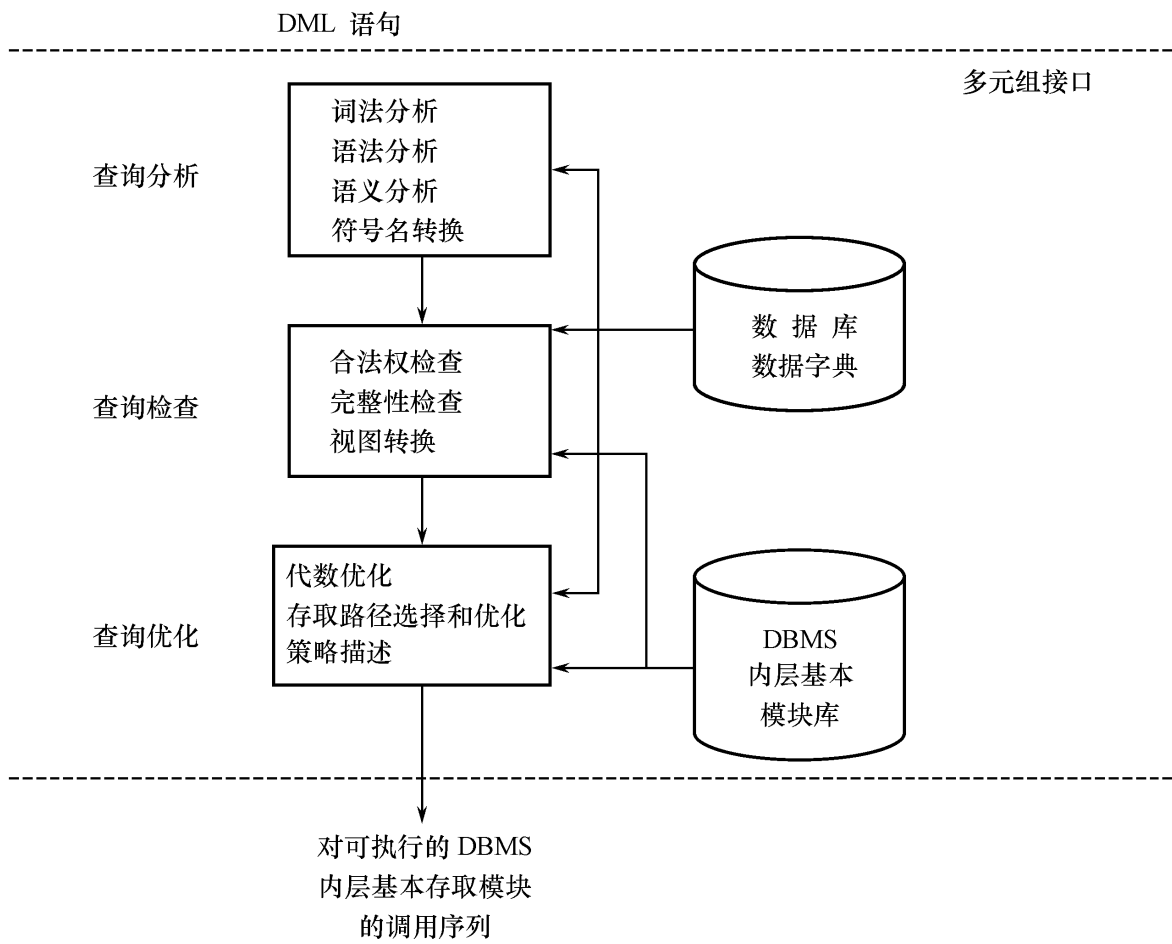 DML 语句
多元组接口
查询分析
词法分析
语法分析
语义分析
符号名转换
查询检查
合法权检查
完整性检查
视图转换
数 据 库
数据字典
查询优化
代数优化
存取路径选择和优化
策略描述
DBMS
内层基本
模块库
对可执行的 DBMS
内层基本存取模块
的调用序列